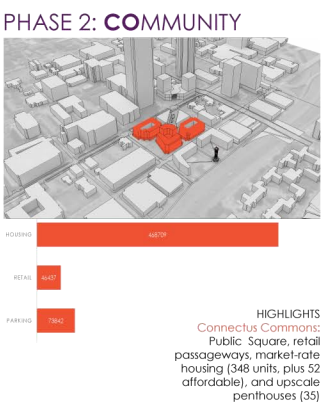 PHASE 2: COMMUNITY
HOUSING
468709
RETAIL
46437
PARKING
73842
HIGHLIGHTS
Connectus Commons:
Public Square, retail
passageways, market-rate
housing (348 units, plus 52
affordable), and upscale
penthouses (35)